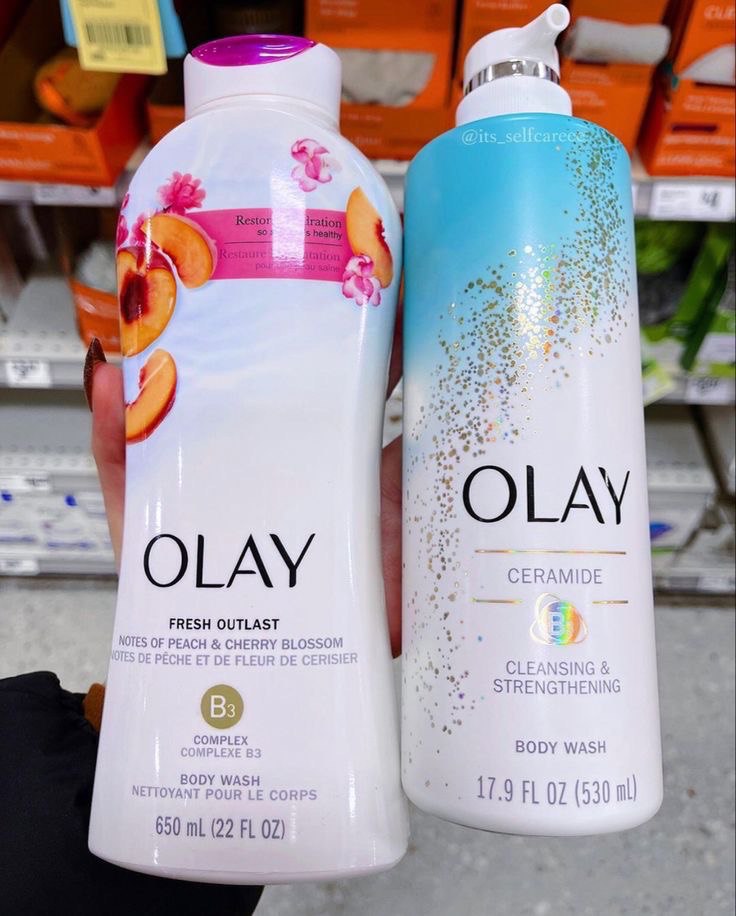 @its_selfcarecc
OLAY
FRESH OUTLAST
NOTES OF PEACH & CHERRY BLOSSOM
NOTES DE PÊCHE ET DE FLEUR DE CERISIER
B3
COMPLEX
COMPLEXE B3
BODY WASH
NETTOYANT POUR LE CORPS
650 mL (22 FL OZ)
OLAY
CERAMIDE
B3
CLEANSING &
STRENGTHENING
BODY WASH
17.9 FL OZ (530 mL)